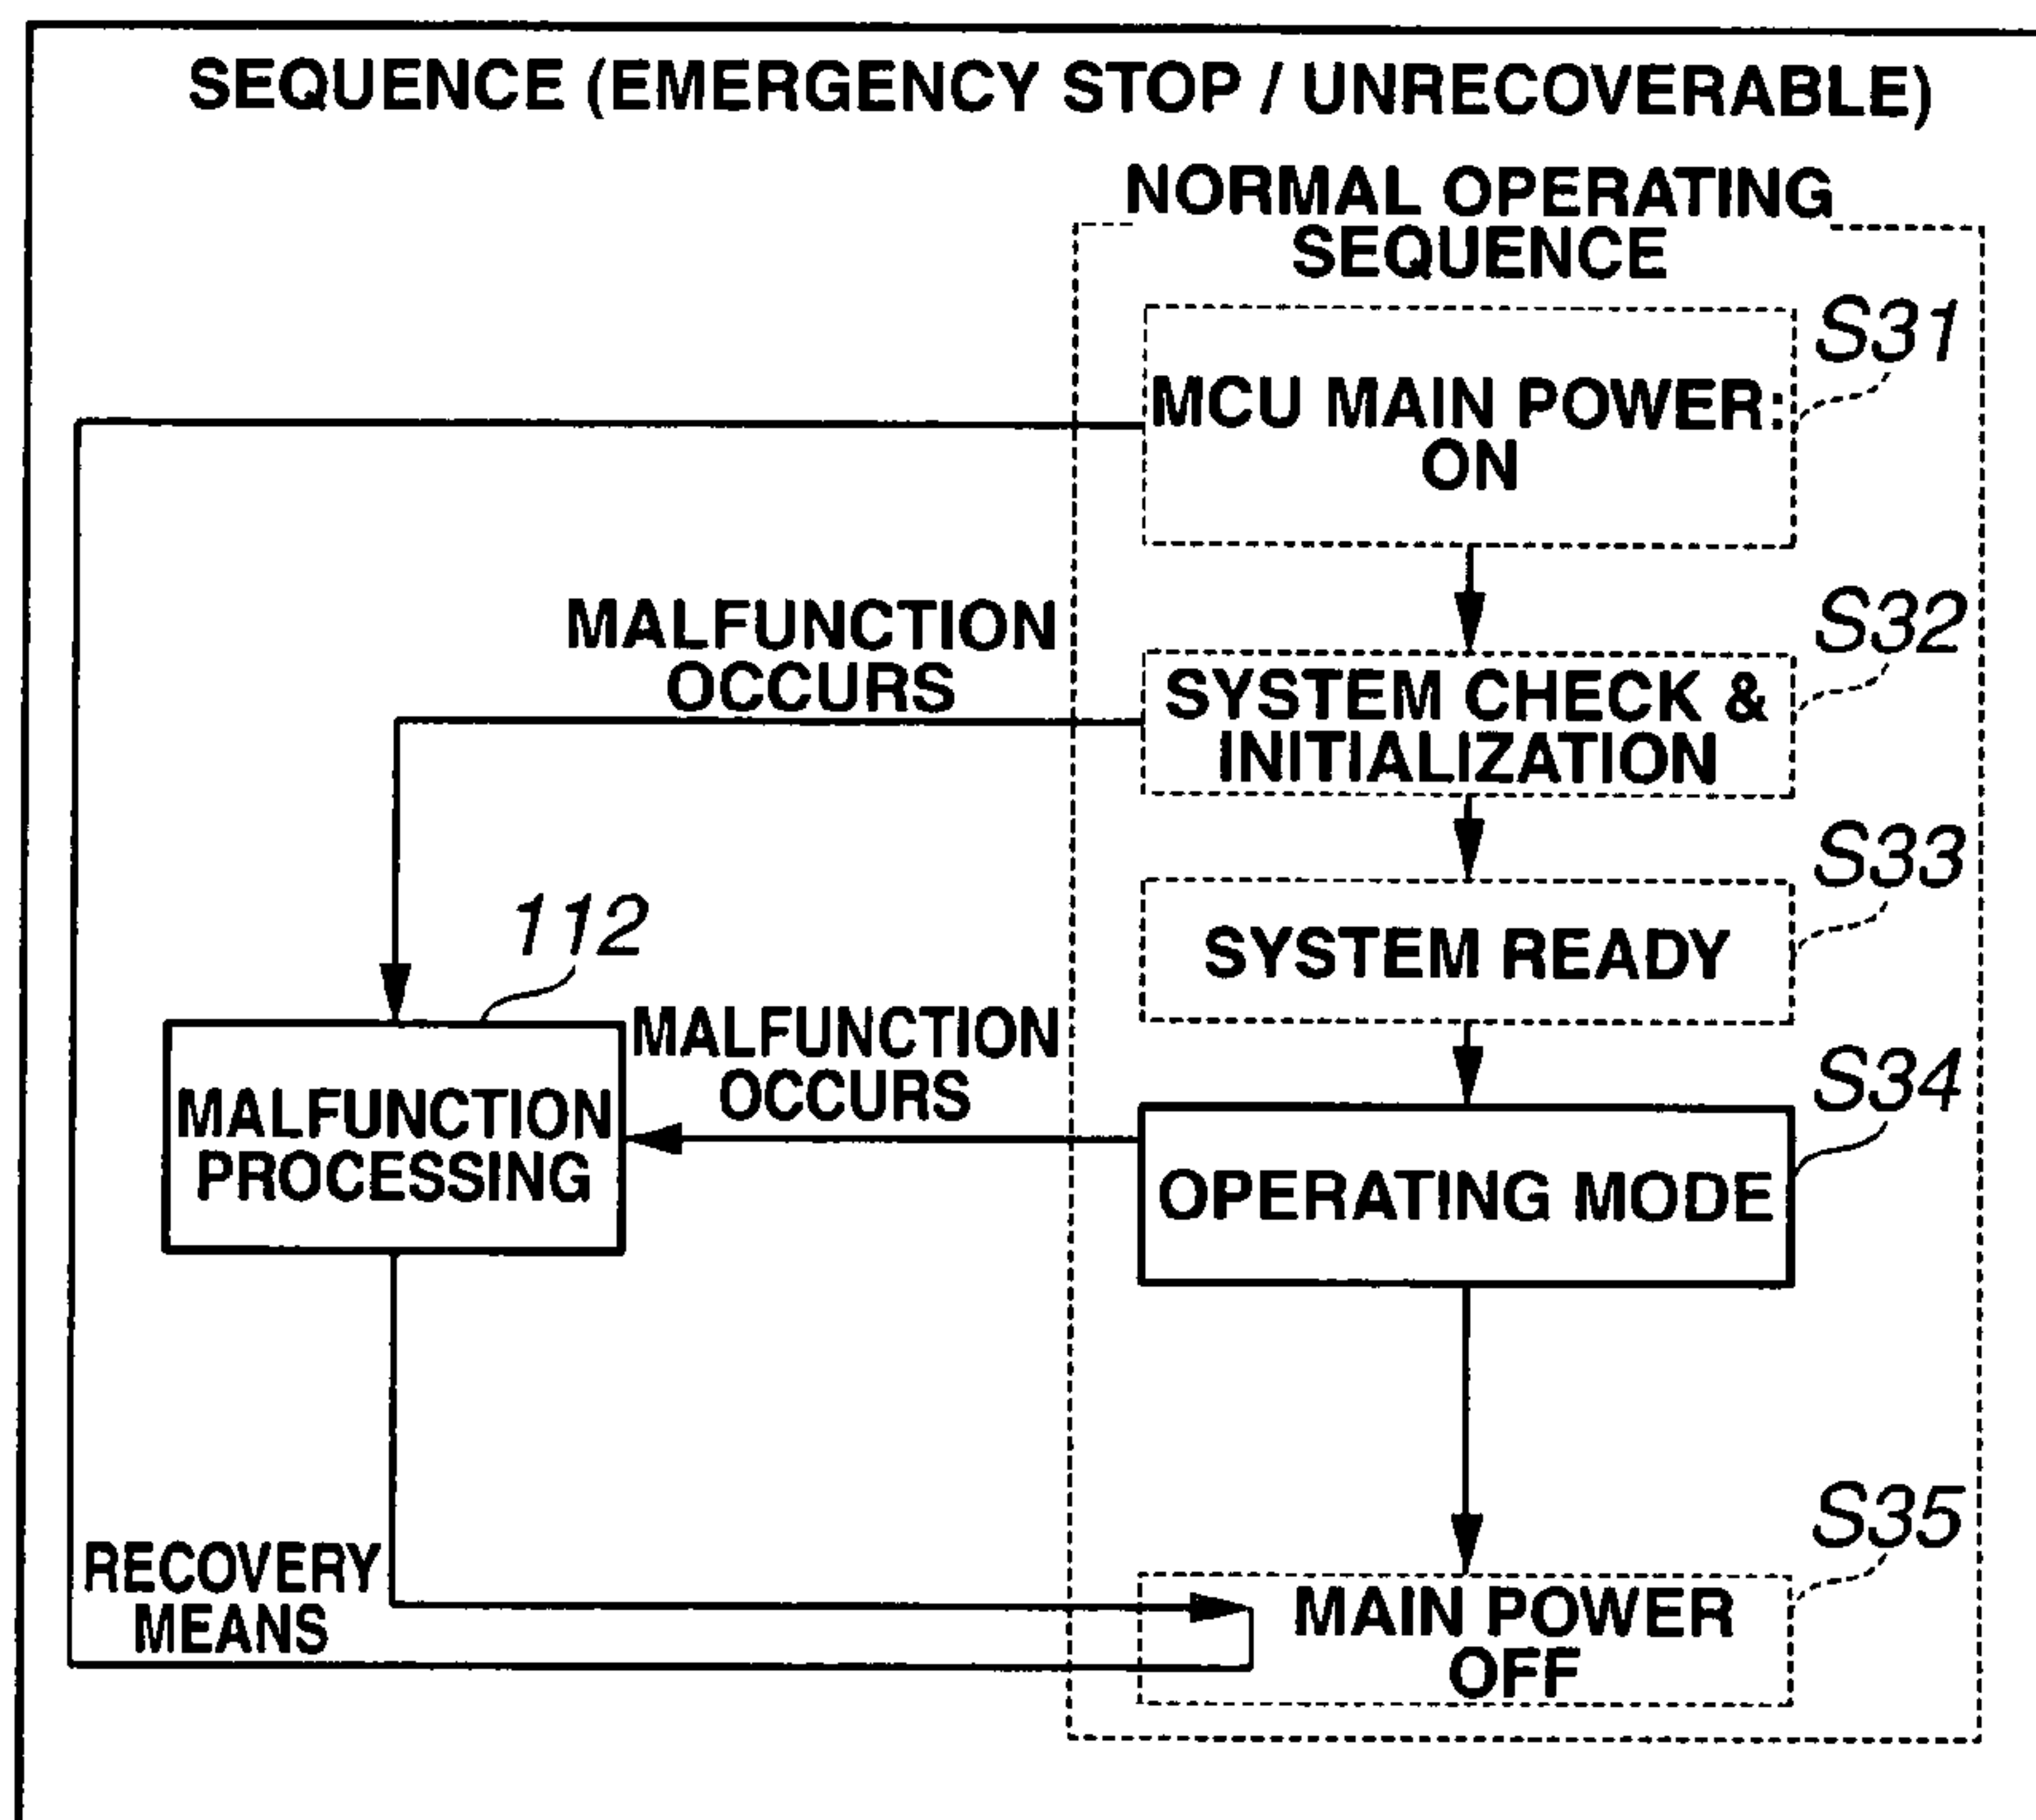 SEQUENCE (EMERGENCY STOP / UNRECOVERABLE)
NORMAL OPERATING
SEQUENCE
S31
MCU MAIN POWER:
ON
S32
MALFUNCTION
OCCURS
SYSTEM CHECK &
INITIALIZATION
S33
SYSTEM READY
112
MALFUNCTION
OCCURS
S34
MALFUNCTION
PROCESSING
OPERATING MODE
S35
RECOVERY
MEANS
MAIN POWER
OFF